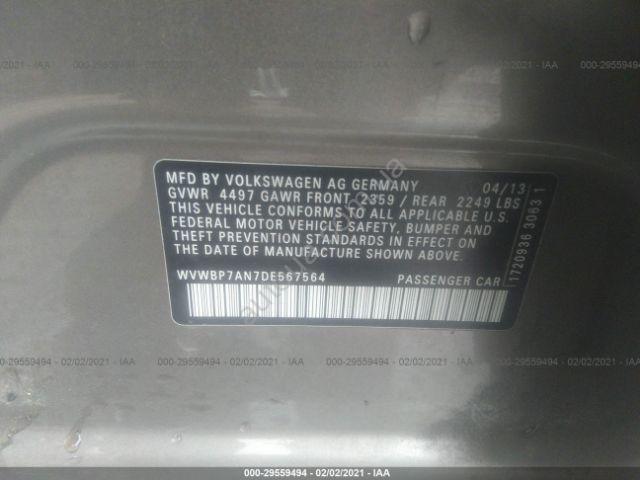 02/2021 - IAA
000-29559494 - 02/02/2021 - IAA
000-29559494 - 02/02/2021 - IAA
000-29559494 - 02/02/
MFD BY VOLKSWAGEN AG GERMANY 04/13
GVWR 4497 GAWR FRONT 2359 / REAR 2249 LBS
THIS VEHICLE CONFORMS TO ALL APPLICABLE U.S.
FEDERAL MOTOR VEHICLE SAFETY, BUMPER AND
THEFT PREVENTION STANDARDS IN EFFECT ON
THE DATE OF MANUFACTURE SHOWN ABOVE.
WVWBP7AN7DE567564 PASSENGER CAR
1720936 3063 1
02/2021 - IAA
000-29559494 - 02/02/2021 - IAA
000-29559494 - 02/02/2021 - IAA
000-29559494 - 02/02/
000-29559494 - 02/02/2021 - IAA